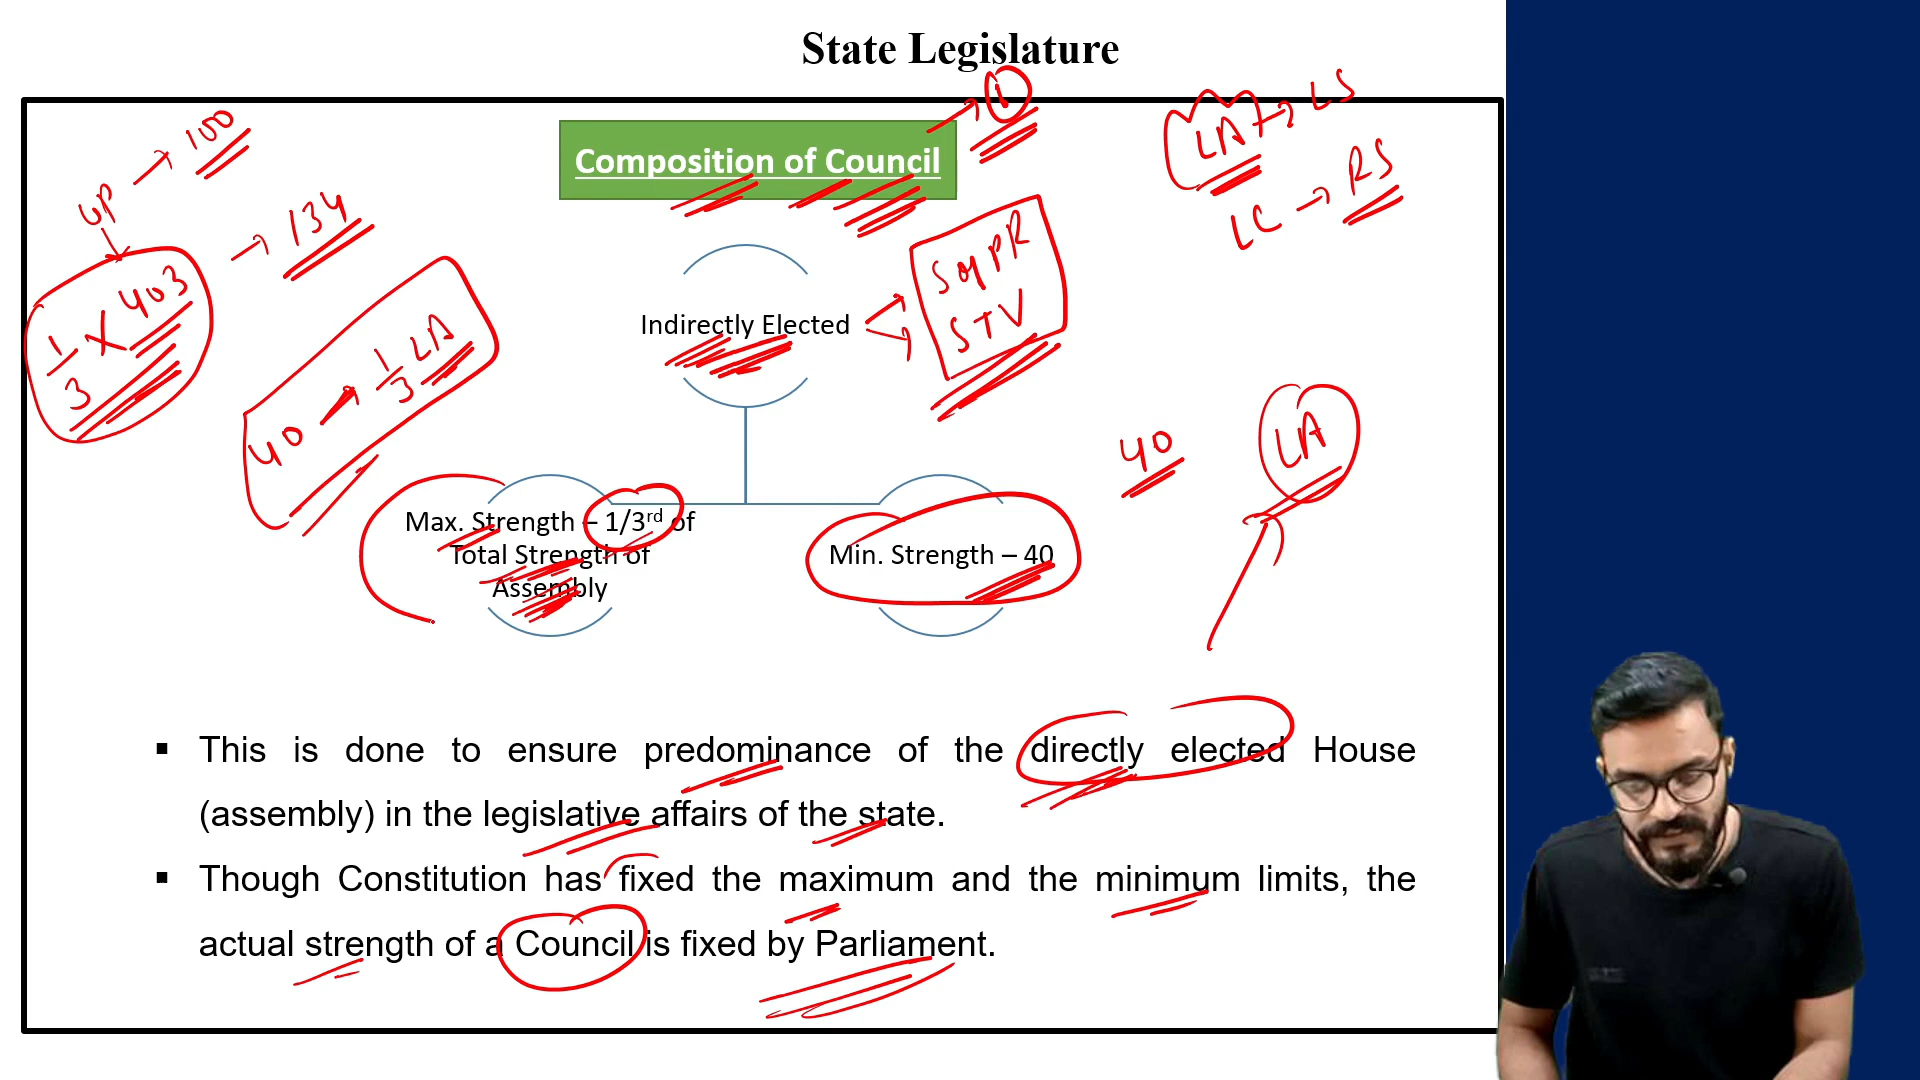 State Legislature
Composition of Council
→ 1
LA → LS
LC → RS
UP → 100
1/3 × 403 → 134
40 → 1/3 LA
Indirectly Elected
S of PR
STV
Max. Strength – 1/3rd of
Total Strength of
Assembly
Min. Strength – 40
40
LA
▪ This is done to ensure predominance of the directly elected House
(assembly) in the legislative affairs of the state.
▪ Though Constitution has fixed the maximum and the minimum limits, the
actual strength of a Council is fixed by Parliament.